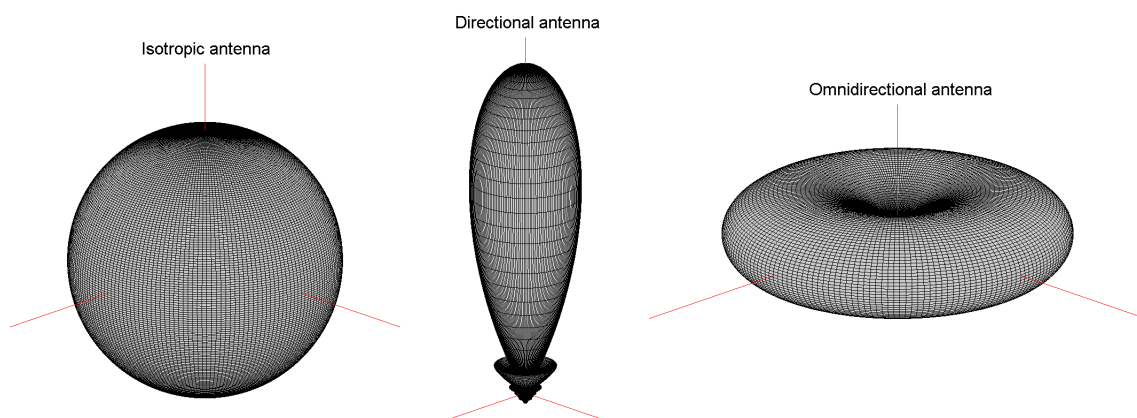 Isotropic antenna
Directional antenna
Omnidirectional antenna